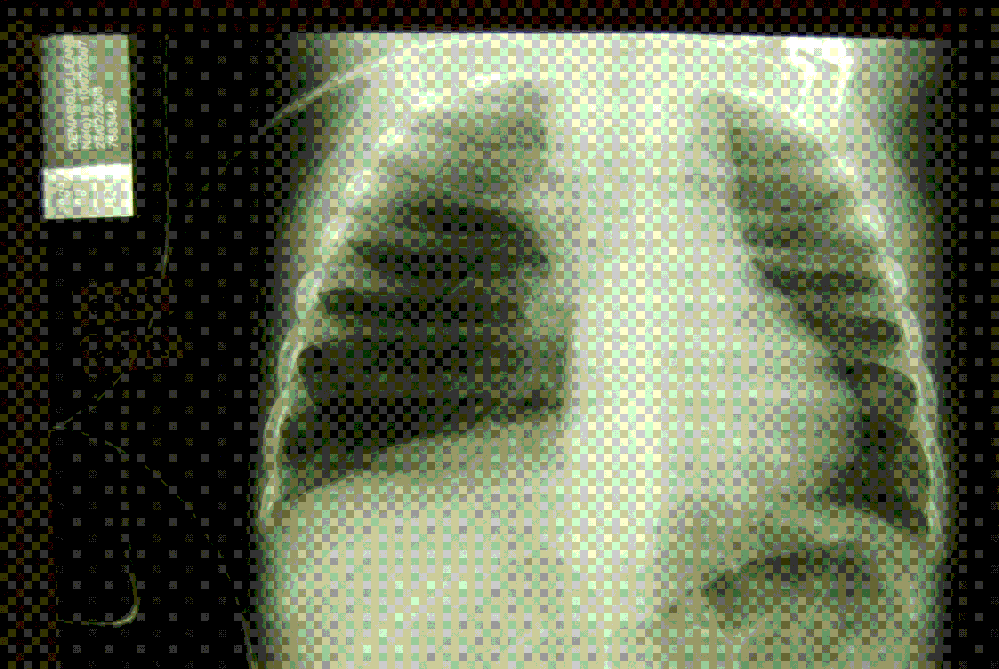 DEMARQUE LEANE
Né(e) le 10/02/2007
28/02/2008
7683443
M
2802
08
1325
droit
au lit